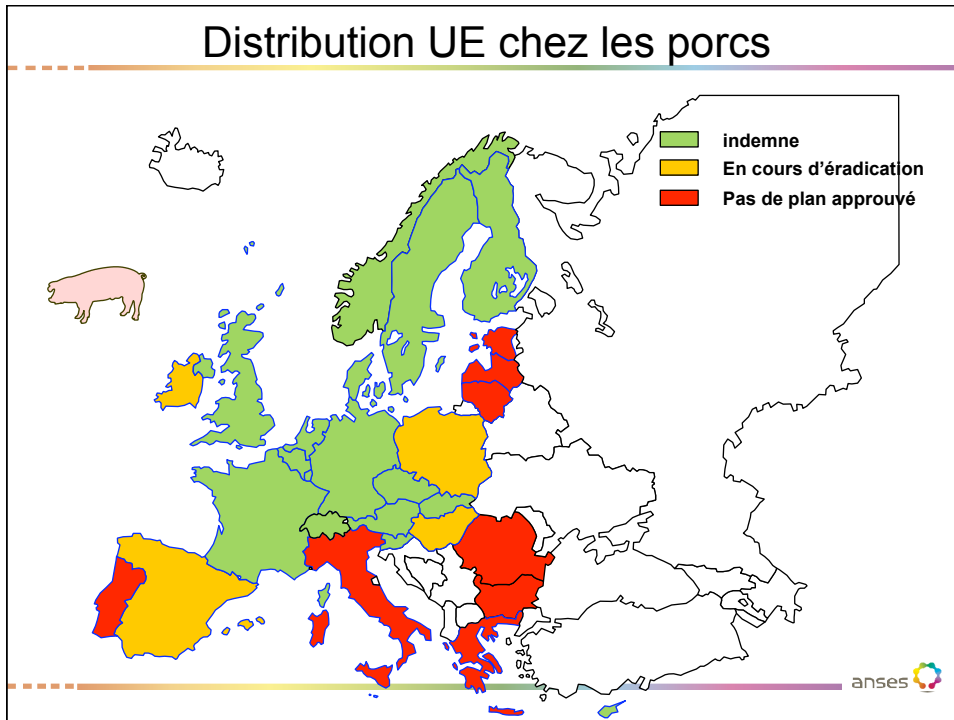 Distribution UE chez les porcs
indemne
En cours d'éradication
Pas de plan approuvé
anses